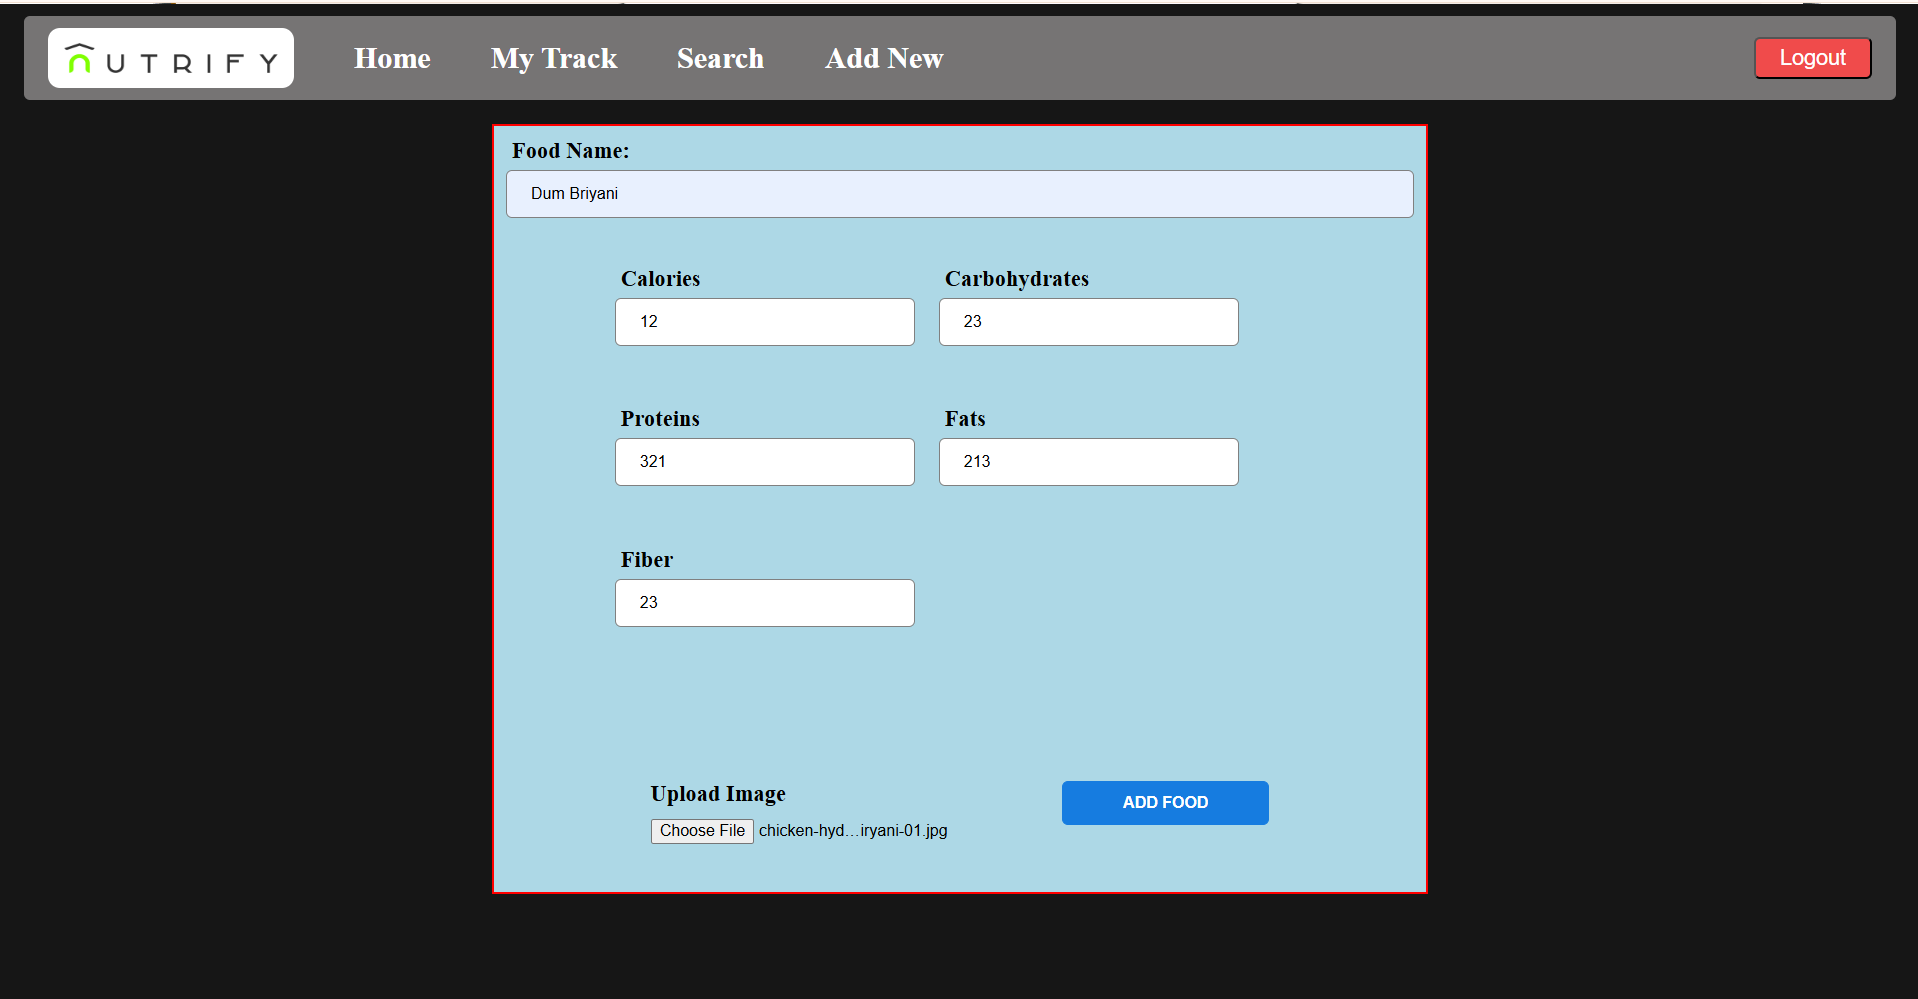 NUTRIFY
Home
My Track
Search
Add New
Logout
Food Name:
Dum Briyani
Calories
Carbohydrates
12
23
Proteins
Fats
321
213
Fiber
23
Upload Image
ADD FOOD
Choose File chicken-hyd…iryani-01.jpg